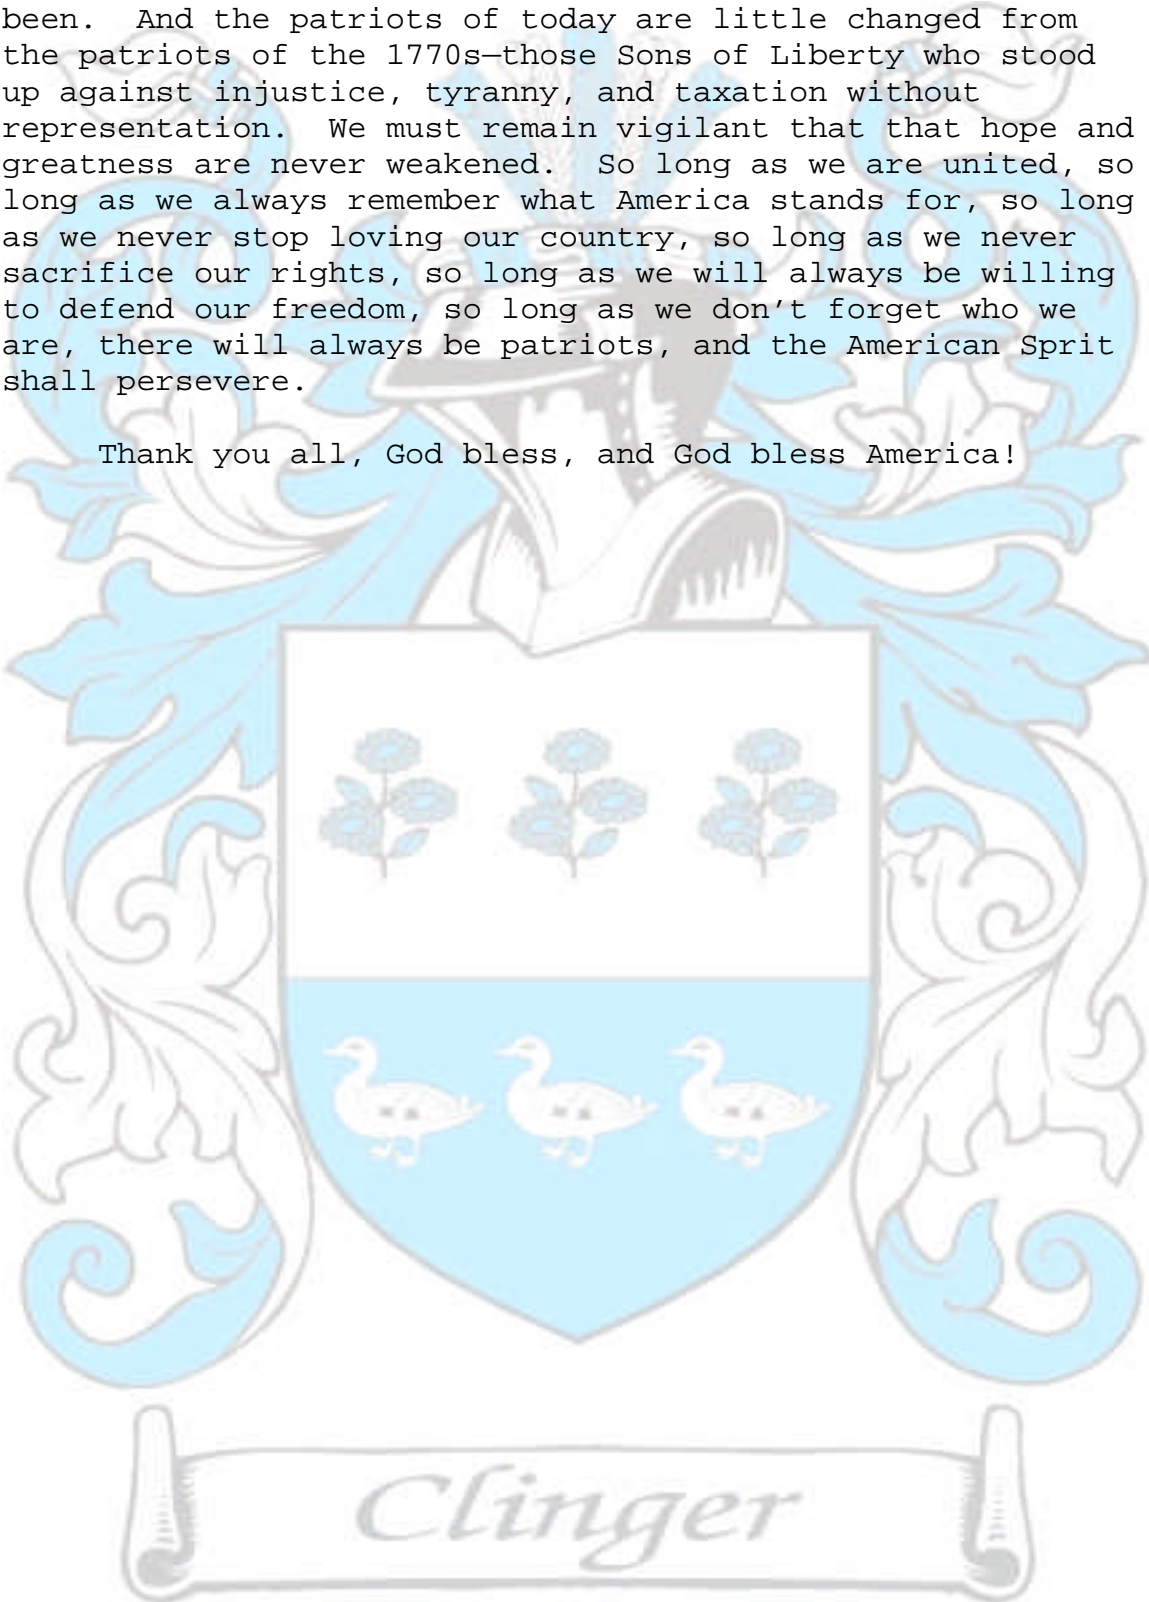 been.  And the patriots of today are little changed from
the patriots of the 1770s—those Sons of Liberty who stood
up against injustice, tyranny, and taxation without
representation.  We must remain vigilant that that hope and
greatness are never weakened.  So long as we are united, so
long as we always remember what America stands for, so long
as we never stop loving our country, so long as we never
sacrifice our rights, so long as we will always be willing
to defend our freedom, so long as we don't forget who we
are, there will always be patriots, and the American Sprit
shall persevere.
Thank you all, God bless, and God bless America!
Clinger